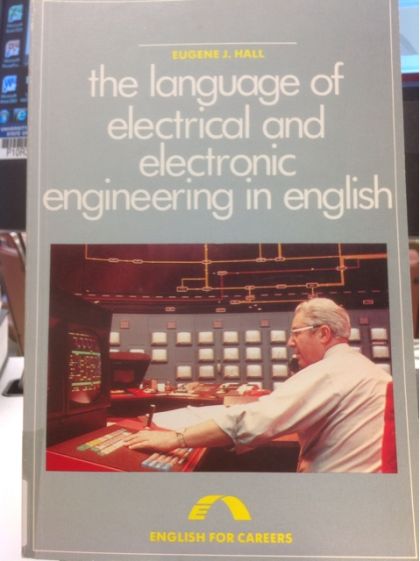 EUGENE J. HALL
the language of
electrical and
electronic
engineering in english
ENGLISH FOR CAREERS